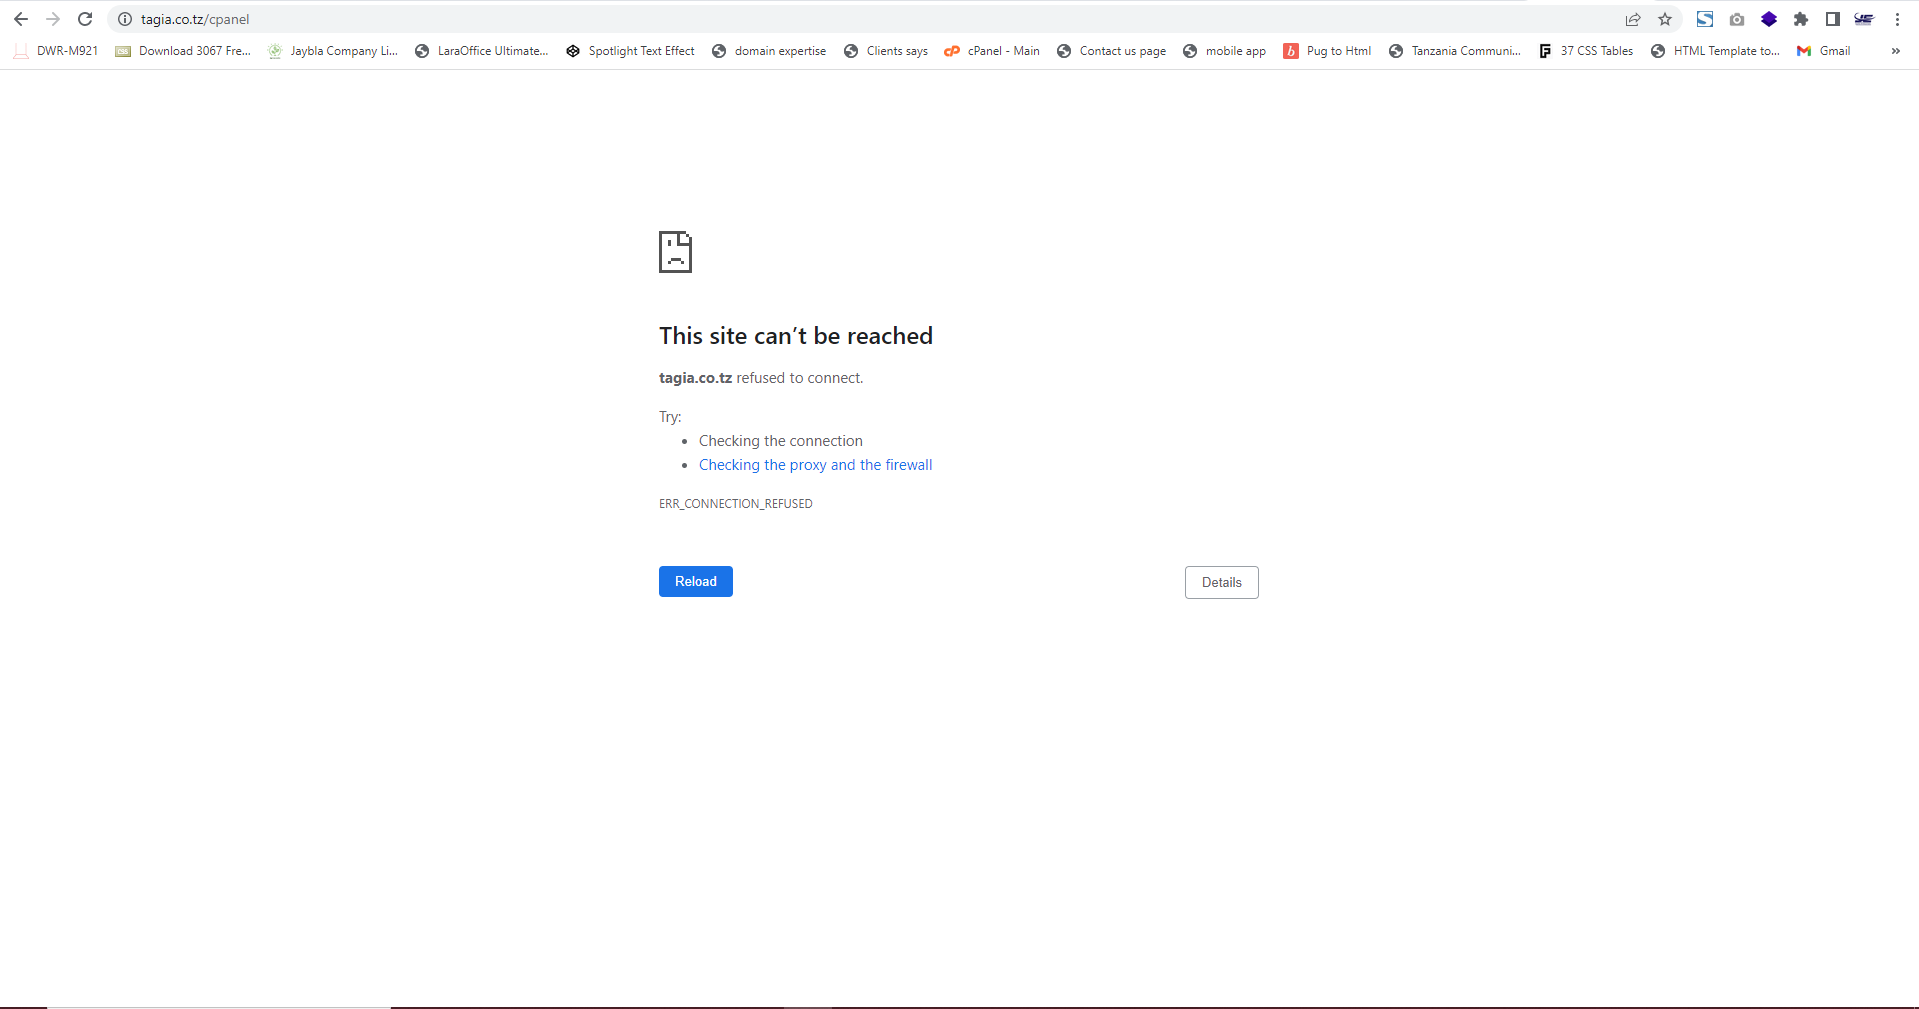 tagia.co.tz/cpanel
DWR-M921 Download 3067 Fre... Jaybla Company Li... LaraOffice Ultimate... Spotlight Text Effect domain expertise Clients says cPanel - Main Contact us page mobile app Pug to Html Tanzania Communi... 37 CSS Tables HTML Template to... Gmail »
This site can’t be reached
tagia.co.tz refused to connect.
Try:
• Checking the connection
• Checking the proxy and the firewall
ERR_CONNECTION_REFUSED
Reload Details